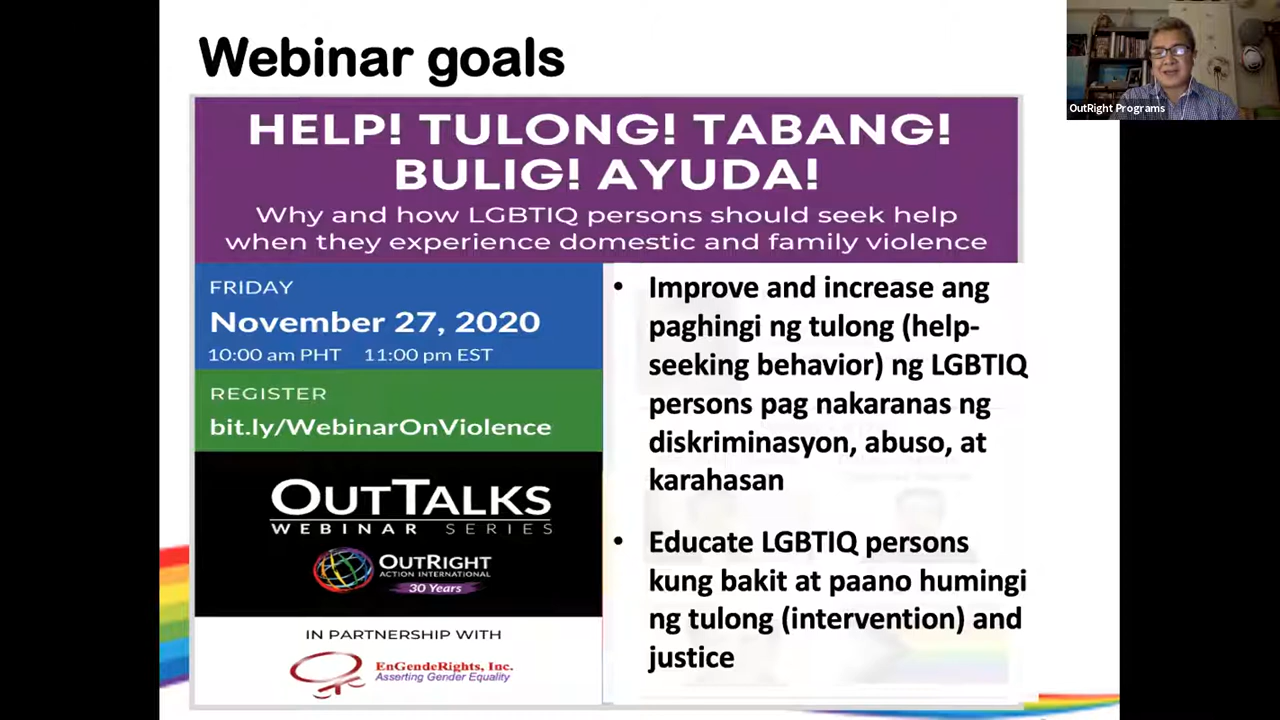 Webinar goals
HELP! TULONG! TABANG!
BULIG! AYUDA!
Why and how LGBTIQ persons should seek help
when they experience domestic and family violence
FRIDAY
November 27, 2020
10:00 am PHT 11:00 pm EST
REGISTER
bit.ly/WebinarOnViolence
OUTTALKS
WEBINAR SERIES
OUTRIGHT
ACTION INTERNATIONAL
30 Years
IN PARTNERSHIP WITH
EnGendeRights, Inc.
Asserting Gender Equality
• Improve and increase ang
paghingi ng tulong (help-
seeking behavior) ng LGBTIQ
persons pag nakaranas ng
diskriminasyon, abuso, at
karahasan
• Educate LGBTIQ persons
kung bakit at paano humingi
ng tulong (intervention) and
justice
OutRight Programs